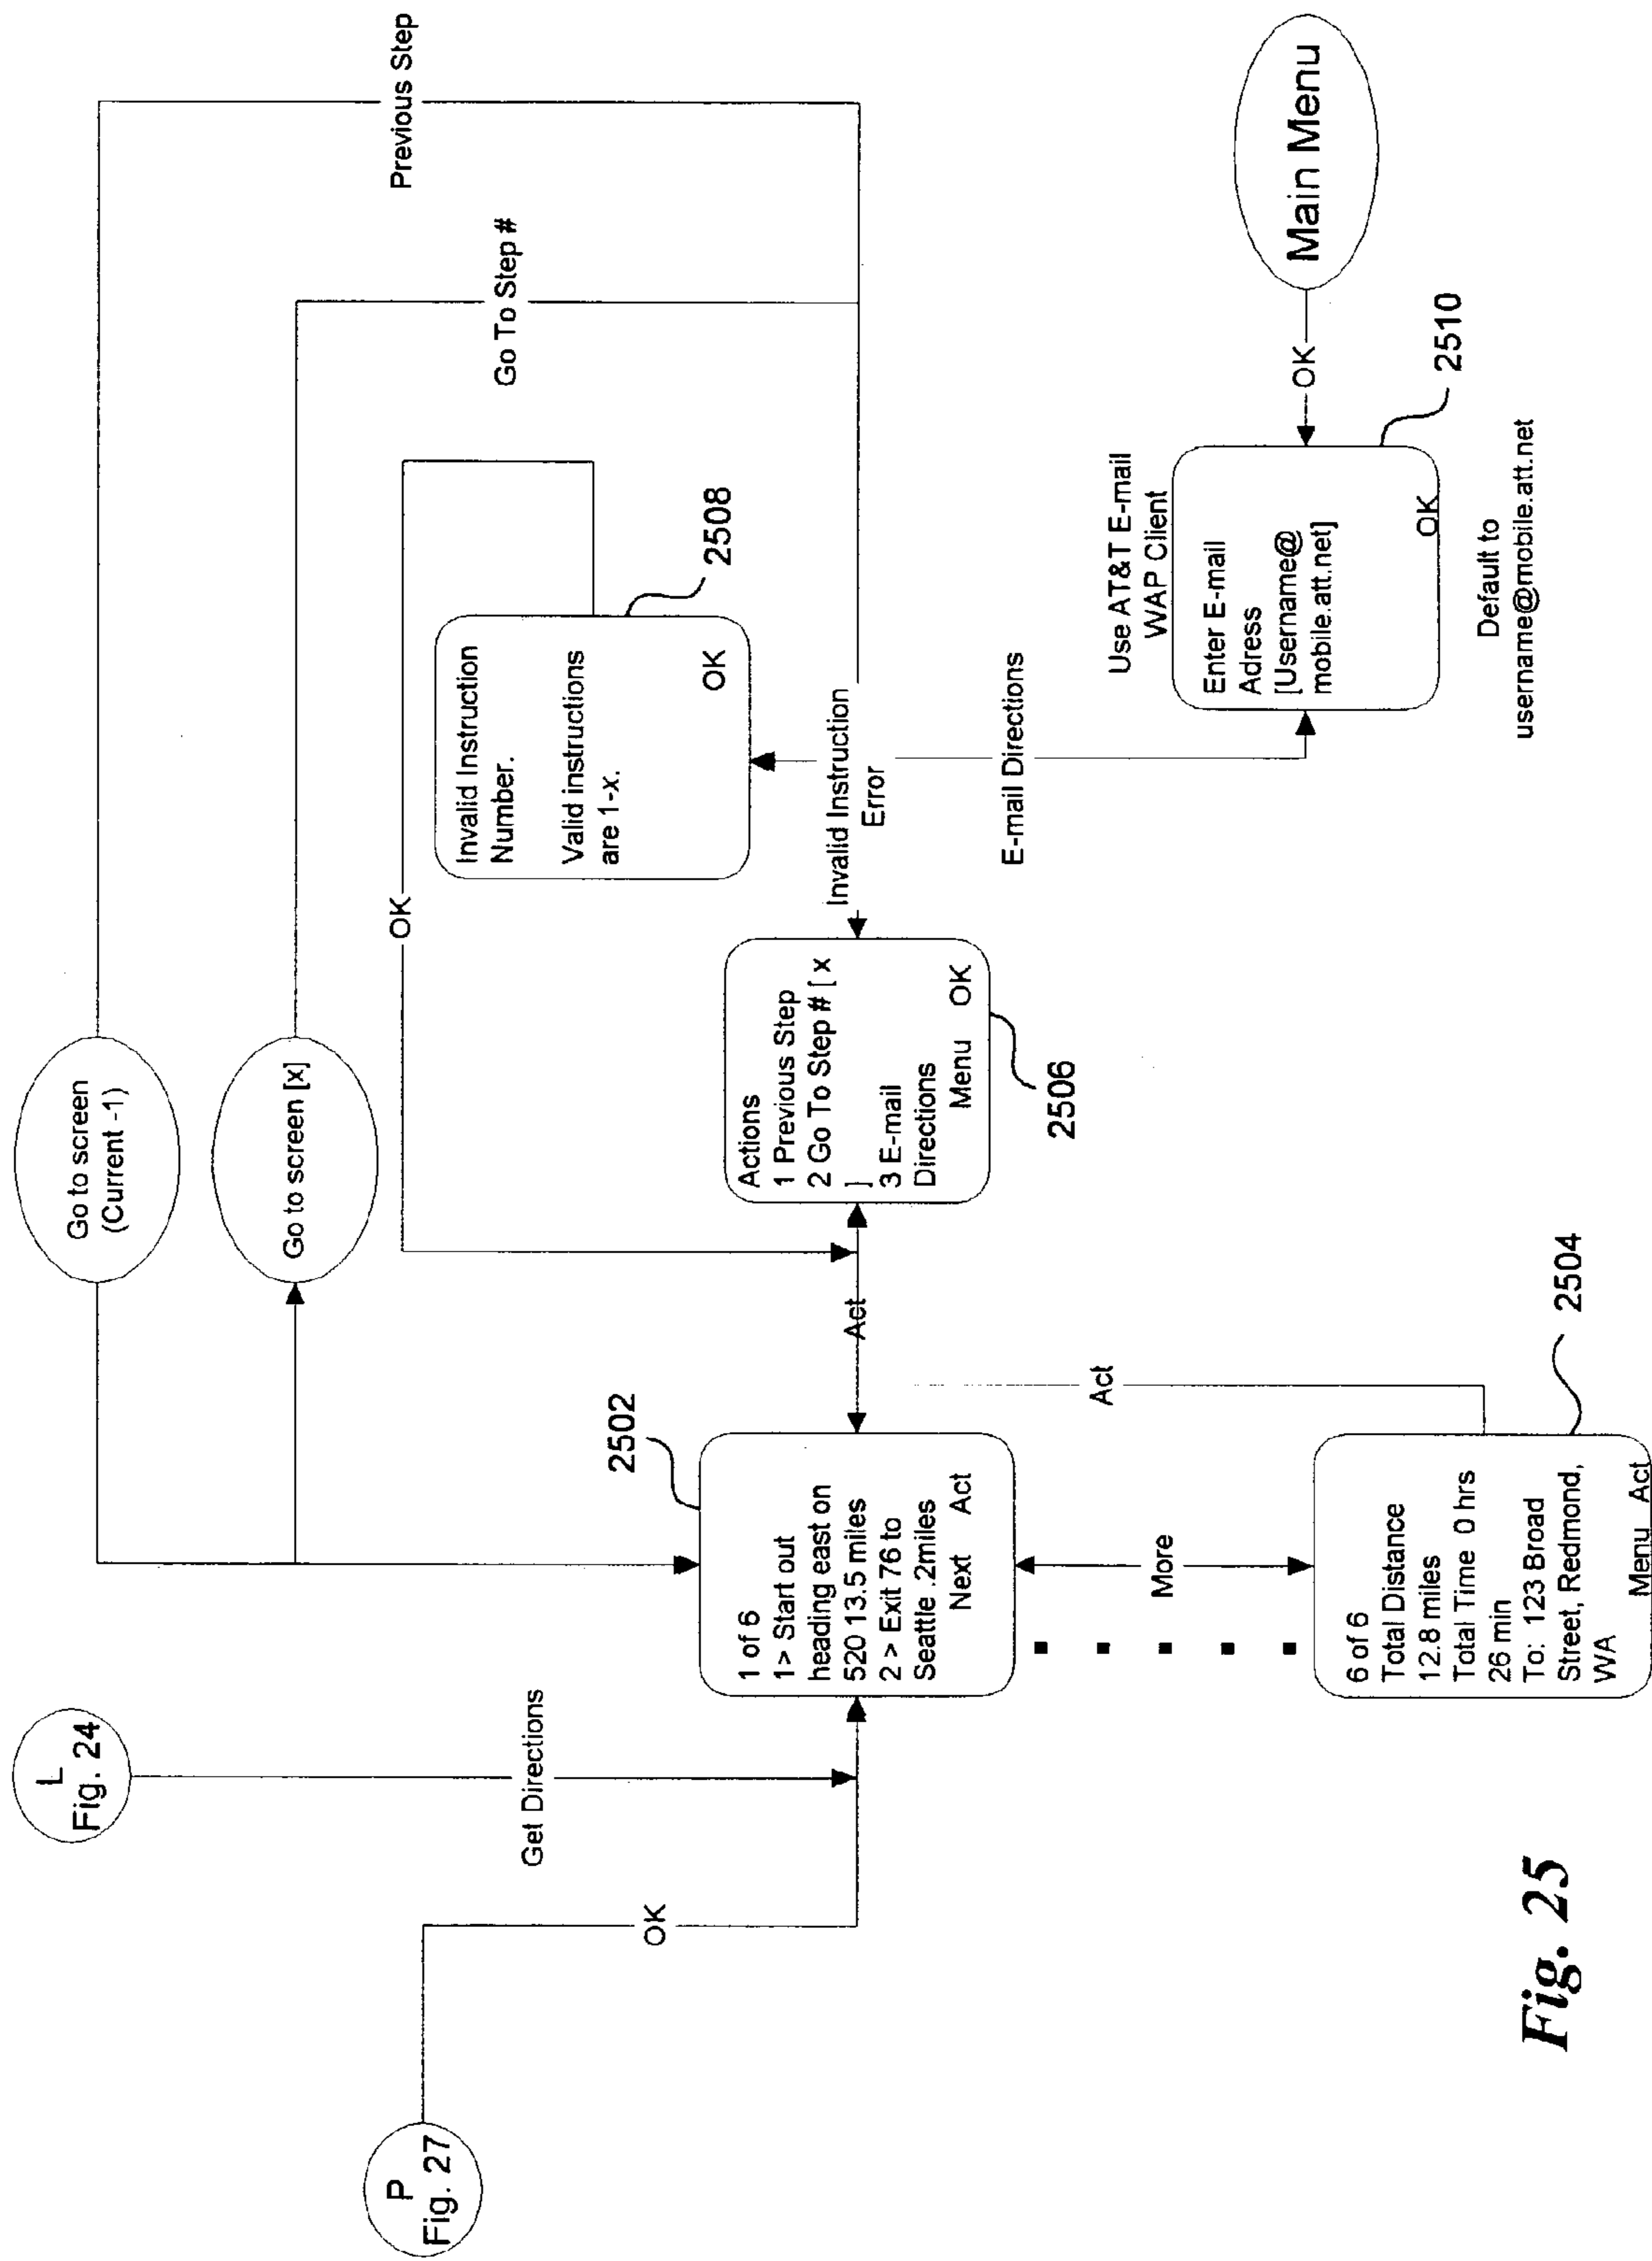 P
Fig. 27
OK
L
Fig. 24
Get Directions
2502
1 of 6
1> Start out
heading east on
520 13.5 miles
2 > Exit 76 to
Seattle .2miles
Next Act
More
6 of 6
Total Distance
12.8 miles
Total Time 0 hrs
26 min
To: 123 Broad
Street, Redmond,
WA
Menu Act
2504
Act
Act
Go to screen
(Current -1)
Go to screen [x]
OK
Actions
1 Previous Step
2 Go To Step # [ x
]
3 E-mail
Directions
Menu OK
2506
Invalid Instruction
Number.
Valid instructions
are 1-x.
OK
2508
Invalid Instruction
Error
E-mail Directions
Go To Step #
Previous Step
Use AT&T E-mail
WAP Client
Enter E-mail
Adress
[Username@
mobile.att.net]
OK
2510
Default to
username@mobile.att.net
OK
Main Menu
Fig. 25